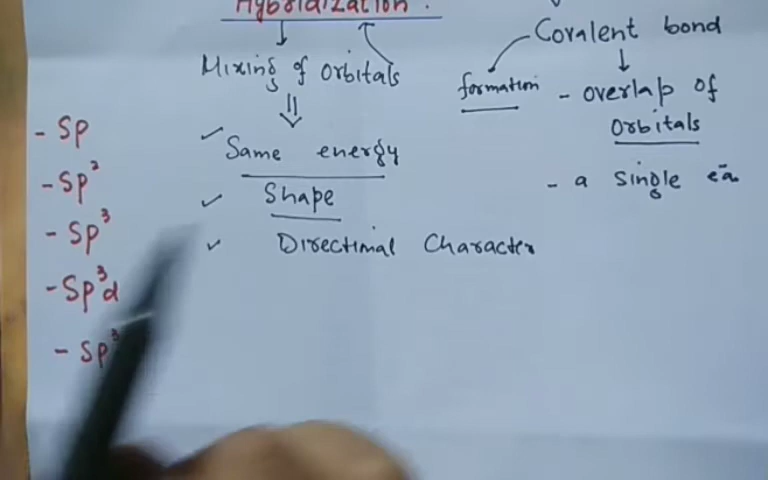 Hybridization.
Mixing of orbitals
Same energy
Shape
Directional Character
Covalent bond
formation
- overlap of
orbitals
- a single
- Sp
- Sp²
- Sp³
- Sp³d
- Sp³